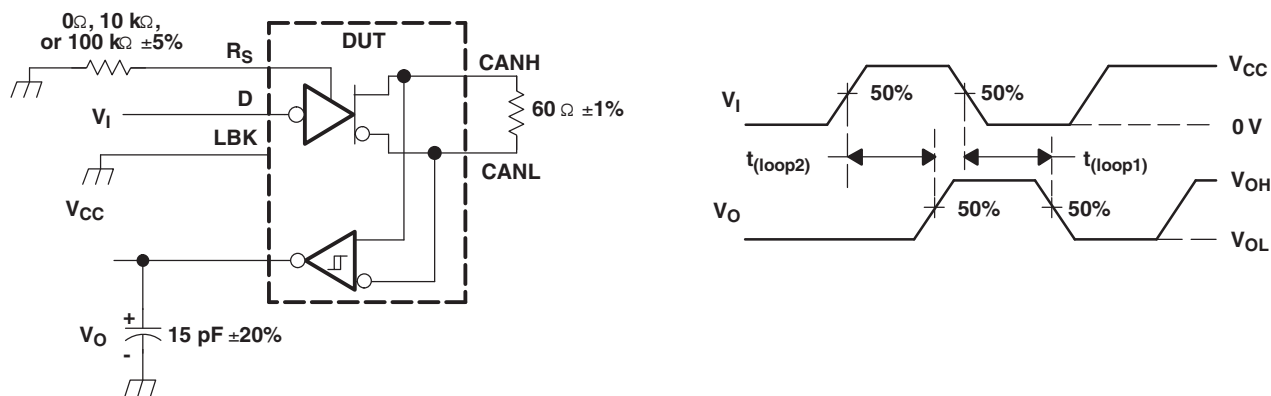 0Ω, 10 kΩ,
or 100 kΩ ±5%
DUT
RS
CANH
D
VI
60 Ω ±1%
LBK
CANL
VCC
VO
+
-
15 pF ±20%
VI
50%
50%
VCC
0 V
t(loop2)
t(loop1)
VO
50%
50%
VOH
VOL